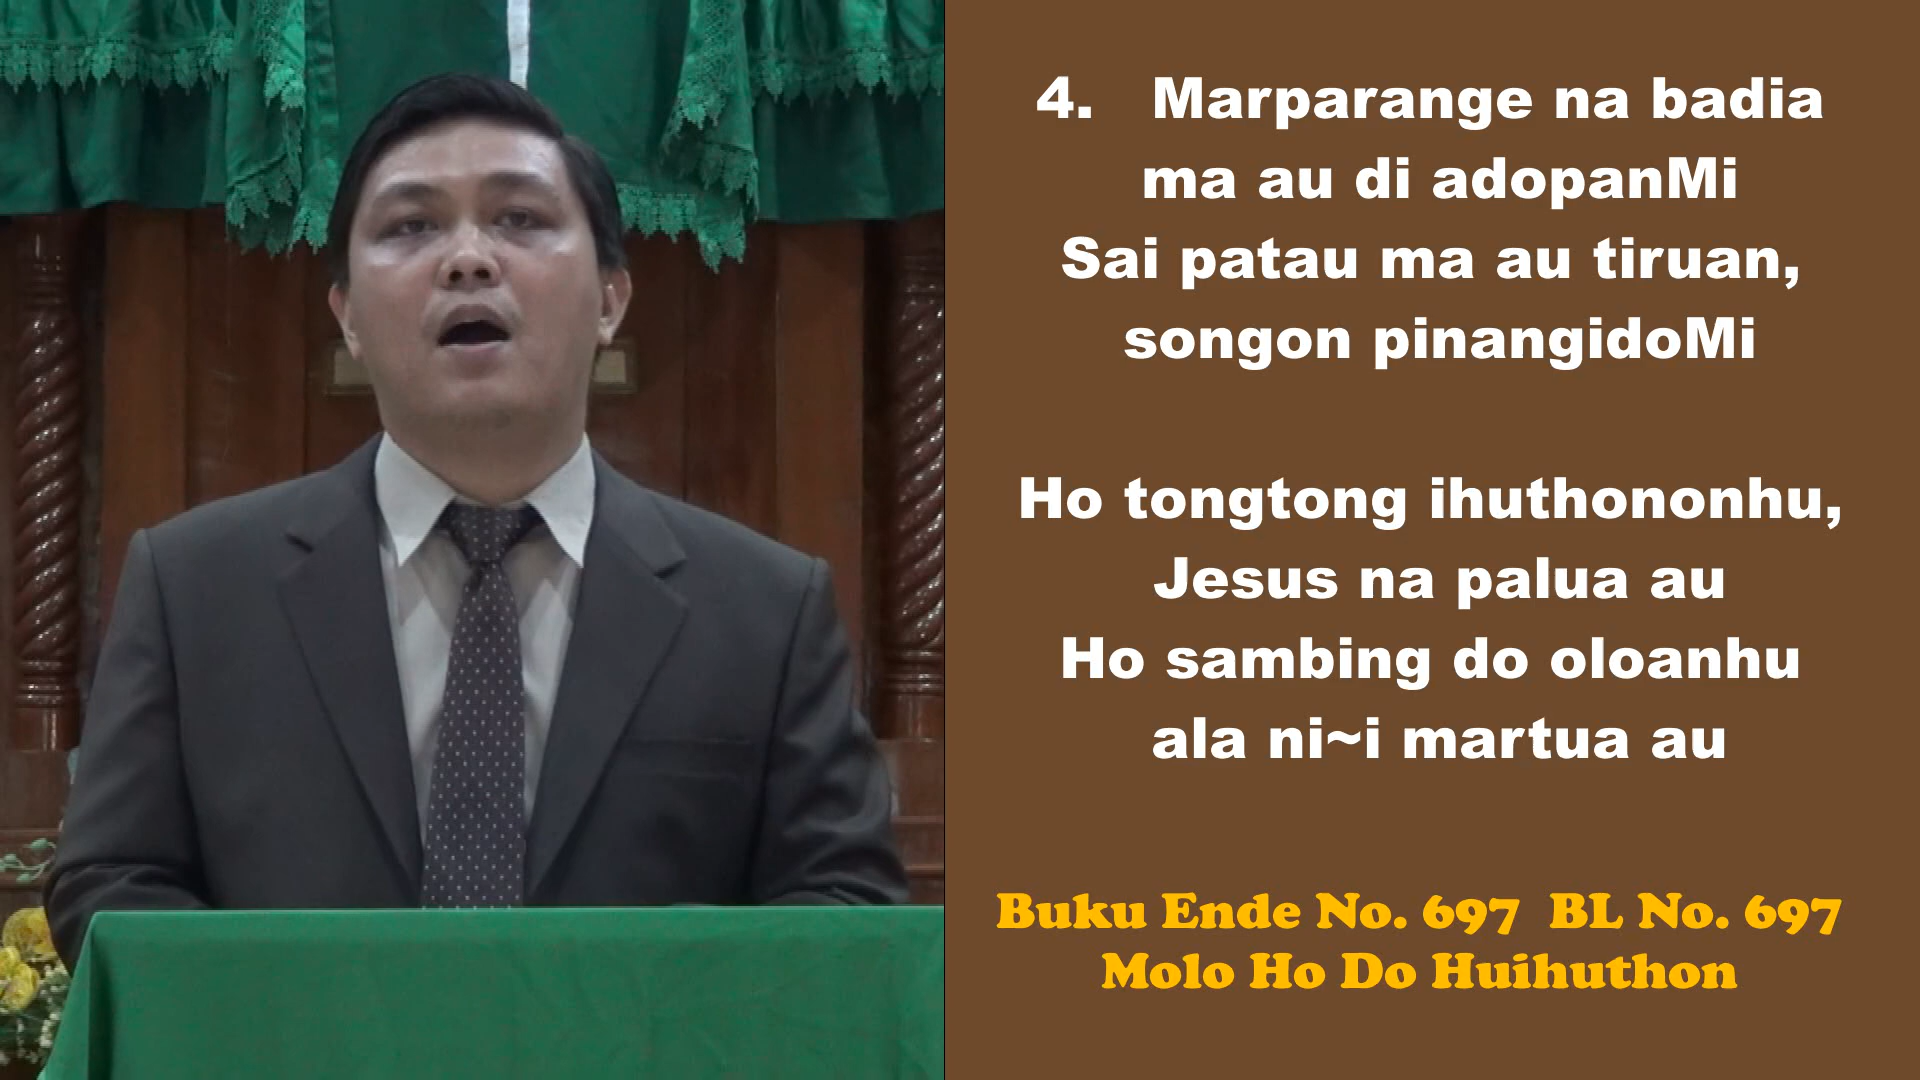 4. Marparange na badia
ma au di adopanMi
Sai patau ma au tiruan,
songon pinangidoMi
Ho tongtong ihuthononhu,
Jesus na palua au
Ho sambing do oloanhu
ala ni~i martua au
Buku Ende No. 697 BL No. 697
Molo Ho Do Huihuthon